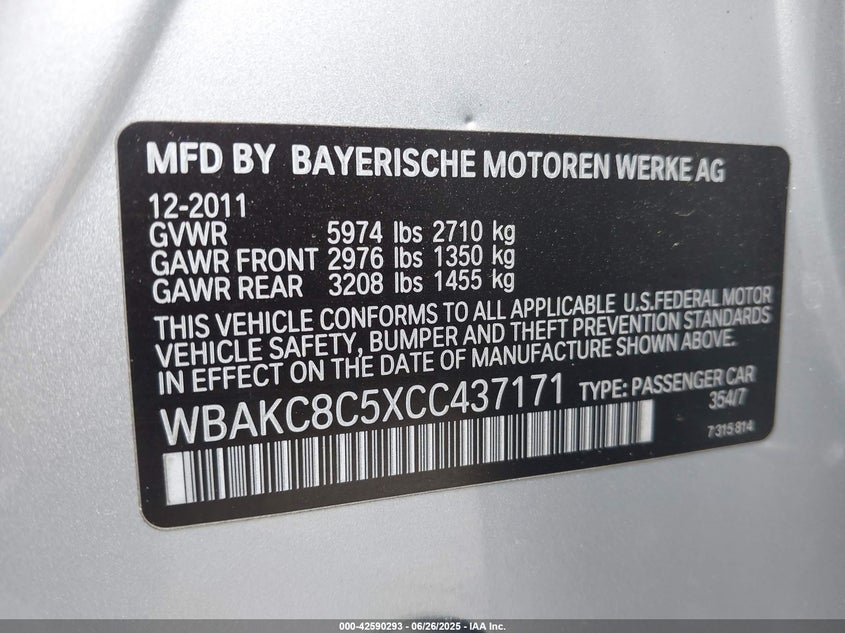 MFD BY BAYERISCHE MOTOREN WERKE AG
12-2011
GVWR 5974 lbs 2710 kg
GAWR FRONT 2976 lbs 1350 kg
GAWR REAR 3208 lbs 1455 kg
THIS VEHICLE CONFORMS TO ALL APPLICABLE U.S.FEDERAL MOTOR
VEHICLE SAFETY, BUMPER AND THEFT PREVENTION STANDARDS
IN EFFECT ON THE DATE OF MANUFACTURE SHOWN ABOVE.
WBAKC8C5XCC437171 TYPE: PASSENGER CAR
354/7
7315814
000-42590293 - 06/26/2025 - IAA Inc.